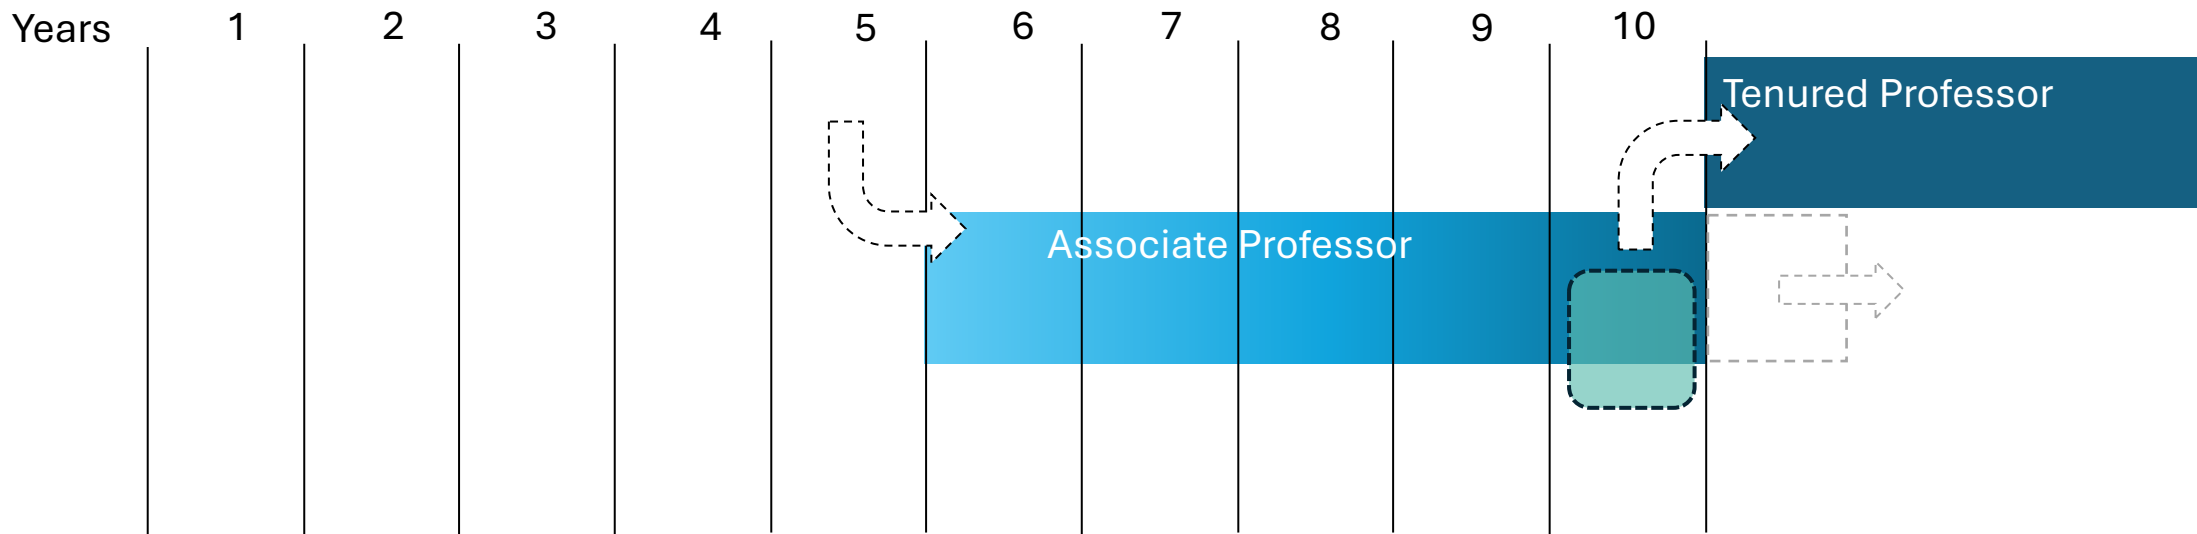 Years 1 2 3 4 5 6 7 8 9 10
Tenured Professor
Associate Professor